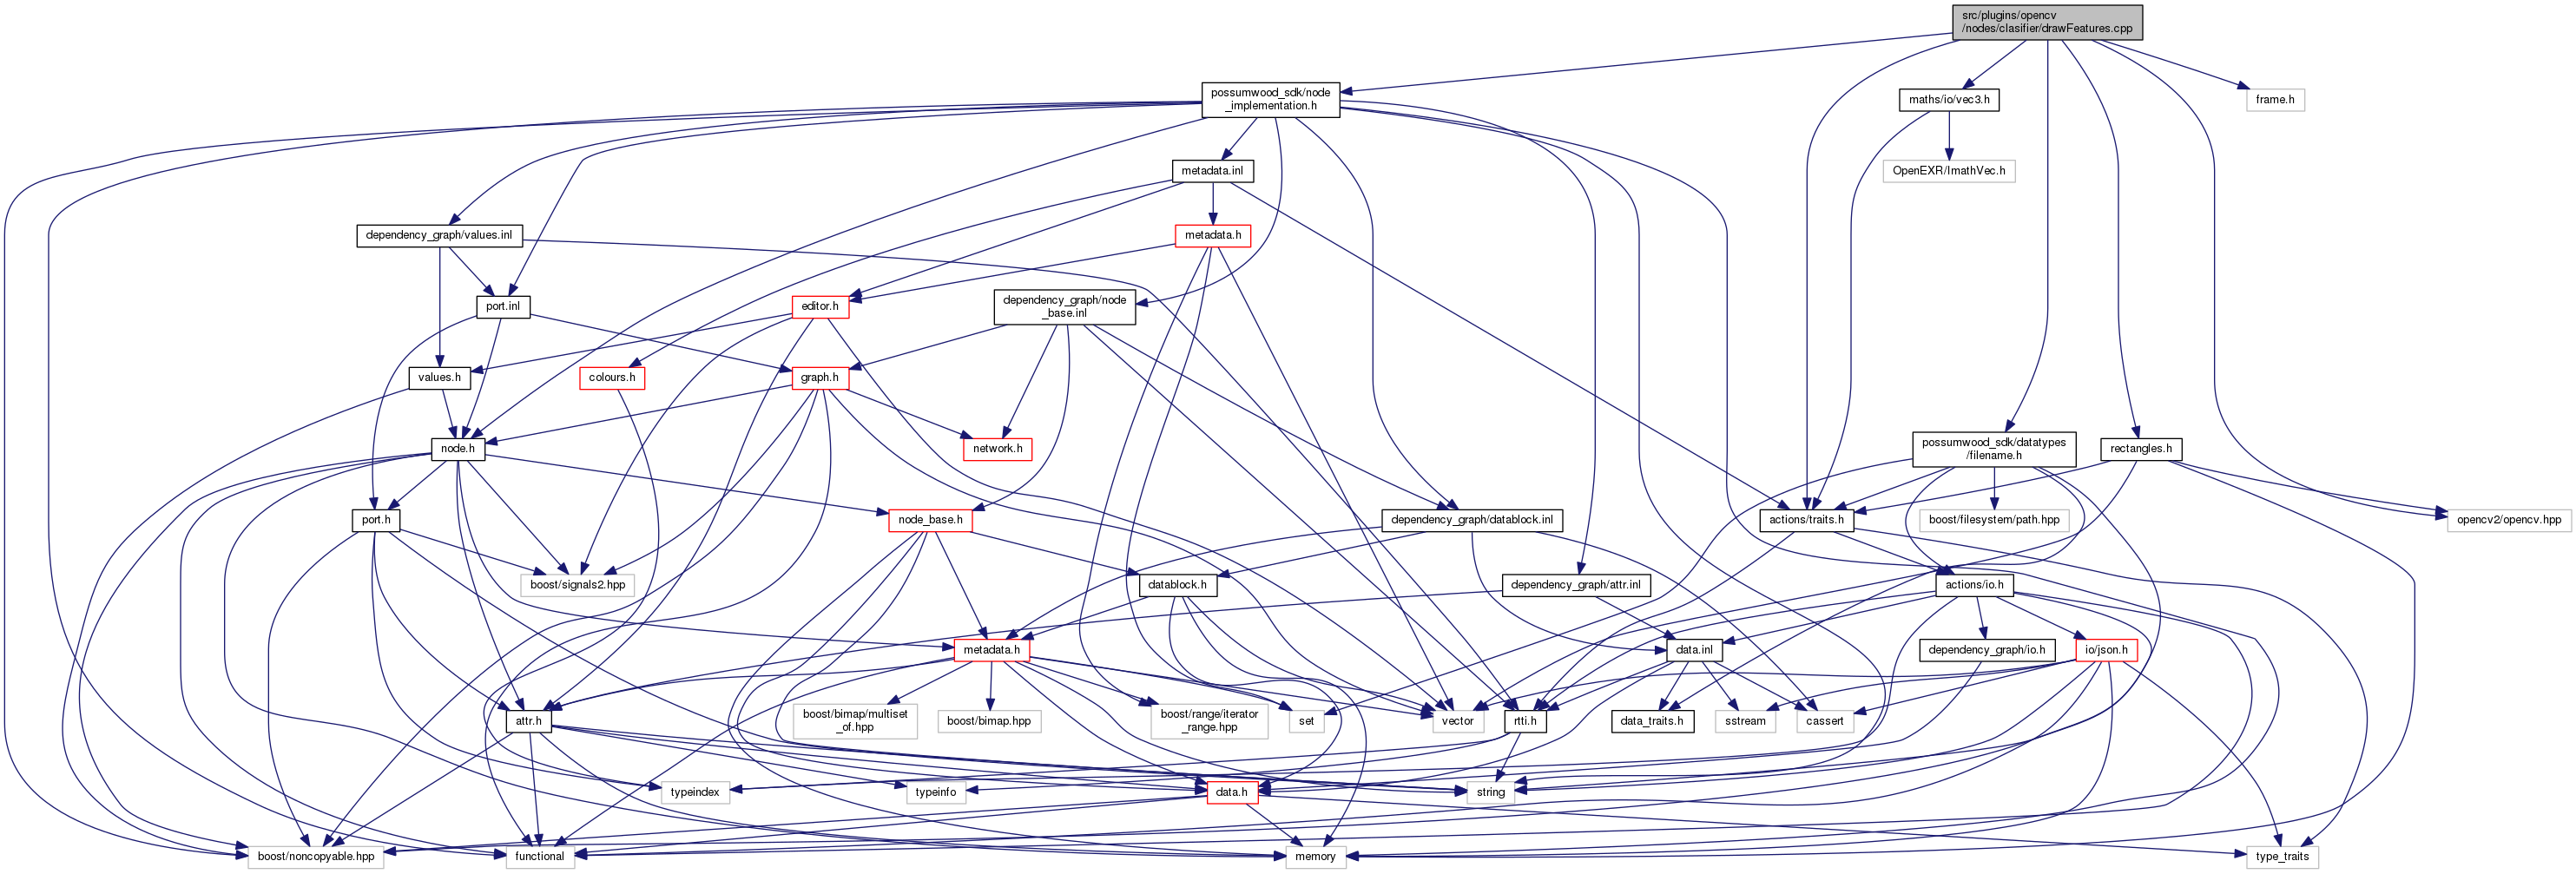 src/plugins/opencv
/nodes/clasifier/drawFeatures.cpp
possumwood_sdk/node
_implementation.h
maths/io/vec3.h
frame.h
metadata.inl
OpenEXR/ImathVec.h
dependency_graph/values.inl
metadata.h
port.inl
editor.h
dependency_graph/node
_base.inl
values.h
colours.h
graph.h
node.h
network.h
possumwood_sdk/datatypes
/filename.h
rectangles.h
port.h
node_base.h
dependency_graph/datablock.inl
actions/traits.h
boost/filesystem/path.hpp
opencv2/opencv.hpp
boost/signals2.hpp
datablock.h
dependency_graph/attr.inl
actions/io.h
metadata.h
data.inl
dependency_graph/io.h
io/json.h
attr.h
boost/bimap/multiset
_of.hpp
boost/bimap.hpp
boost/range/iterator
_range.hpp
set
vector
rtti.h
data_traits.h
sstream
cassert
typeindex
typeinfo
data.h
string
boost/noncopyable.hpp
functional
memory
type_traits